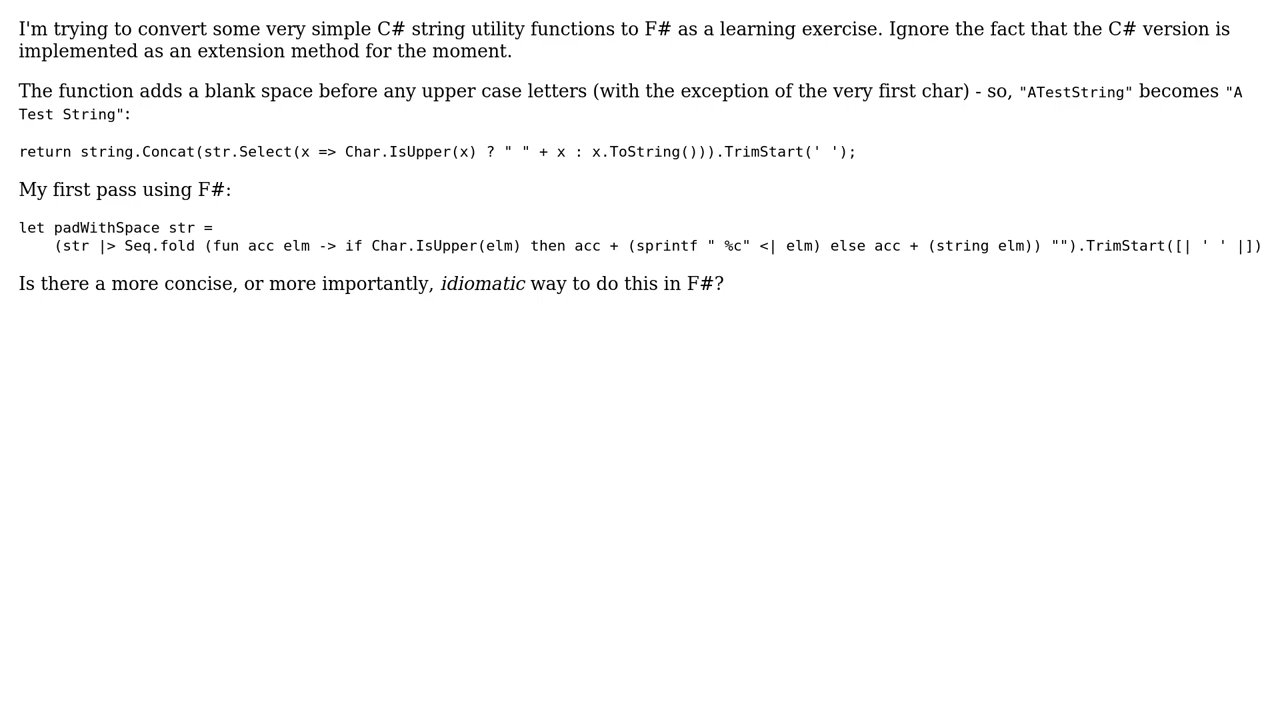 I'm trying to convert some very simple C# string utility functions to F# as a learning exercise. Ignore the fact that the C# version is
implemented as an extension method for the moment.
The function adds a blank space before any upper case letters (with the exception of the very first char) - so, "ATestString" becomes "A
Test String":
return string.Concat(str.Select(x => Char.IsUpper(x) ? " " + x : x.ToString())).TrimStart(' ');
My first pass using F#:
let padWithSpace str =
    (str |> Seq.fold (fun acc elm -> if Char.IsUpper(elm) then acc + (sprintf " %c" <| elm) else acc + (string elm)) "").TrimStart([| ' ' |])
Is there a more concise, or more importantly, idiomatic way to do this in F#?